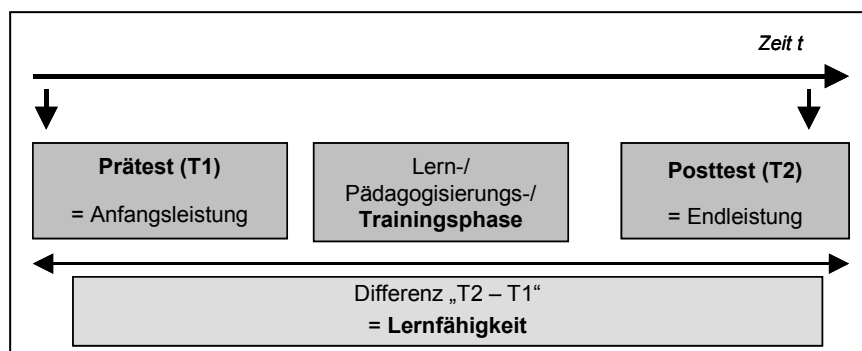 Zeit t
Prätest (T1)
= Anfangsleistung
Lern-/
Pädagogisierungs-/
Trainingsphase
Posttest (T2)
= Endleistung
Differenz „T2 – T1“
= Lernfähigkeit